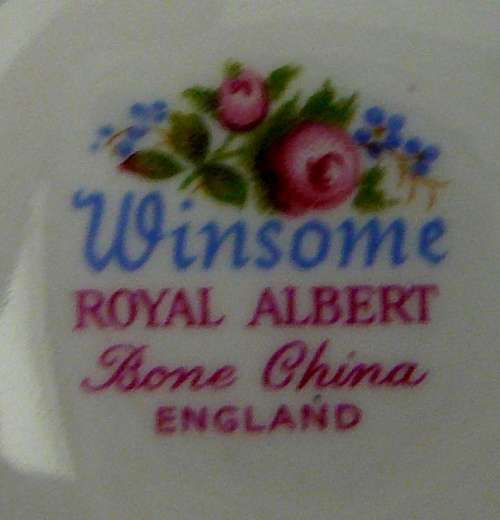 Winsome
ROYAL ALBERT
Bone China
ENGLAND